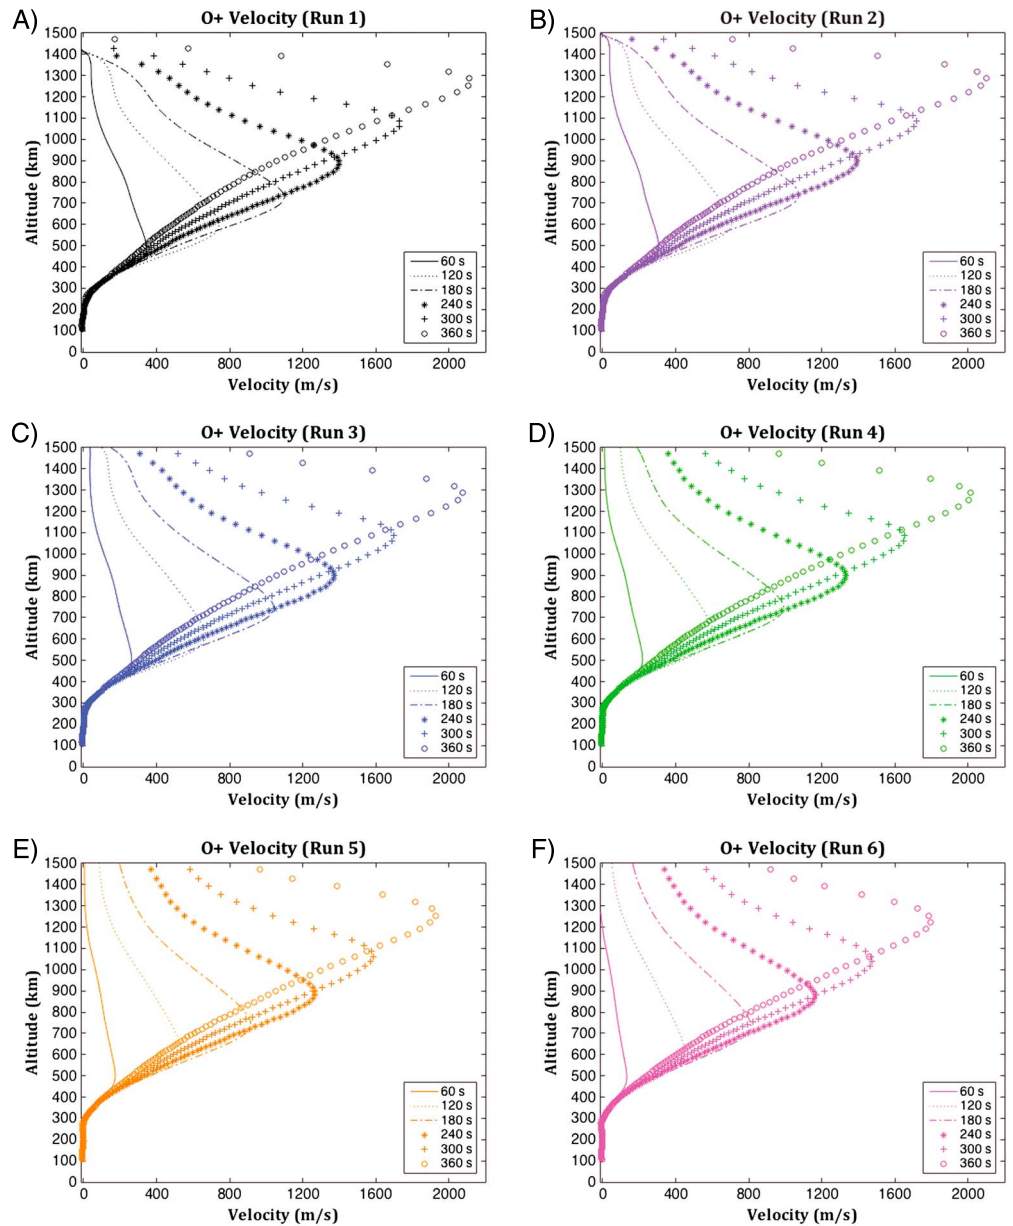 A) O+ Velocity (Run 1)
1500
1400
1300
1200
1100
1000
900
800
700
600
500
400
300
200
100
0
Altitude (km)
60 s
120 s
180 s
240 s
300 s
360 s
0 400 800 1200 1600 2000
Velocity (m/s)
B) O+ Velocity (Run 2)
1500
1400
1300
1200
1100
1000
900
800
700
600
500
400
300
200
100
0
Altitude (km)
60 s
120 s
180 s
240 s
300 s
360 s
0 400 800 1200 1600 2000
Velocity (m/s)
C) O+ Velocity (Run 3)
1500
1400
1300
1200
1100
1000
900
800
700
600
500
400
300
200
100
0
Altitude (km)
60 s
120 s
180 s
240 s
300 s
360 s
0 400 800 1200 1600 2000
Velocity (m/s)
D) O+ Velocity (Run 4)
1500
1400
1300
1200
1100
1000
900
800
700
600
500
400
300
200
100
0
Altitude (km)
60 s
120 s
180 s
240 s
300 s
360 s
0 400 800 1200 1600 2000
Velocity (m/s)
E) O+ Velocity (Run 5)
1500
1400
1300
1200
1100
1000
900
800
700
600
500
400
300
200
100
0
Altitude (km)
60 s
120 s
180 s
240 s
300 s
360 s
0 400 800 1200 1600 2000
Velocity (m/s)
F) O+ Velocity (Run 6)
1500
1400
1300
1200
1100
1000
900
800
700
600
500
400
300
200
100
0
Altitude (km)
60 s
120 s
180 s
240 s
300 s
360 s
0 400 800 1200 1600 2000
Velocity (m/s)